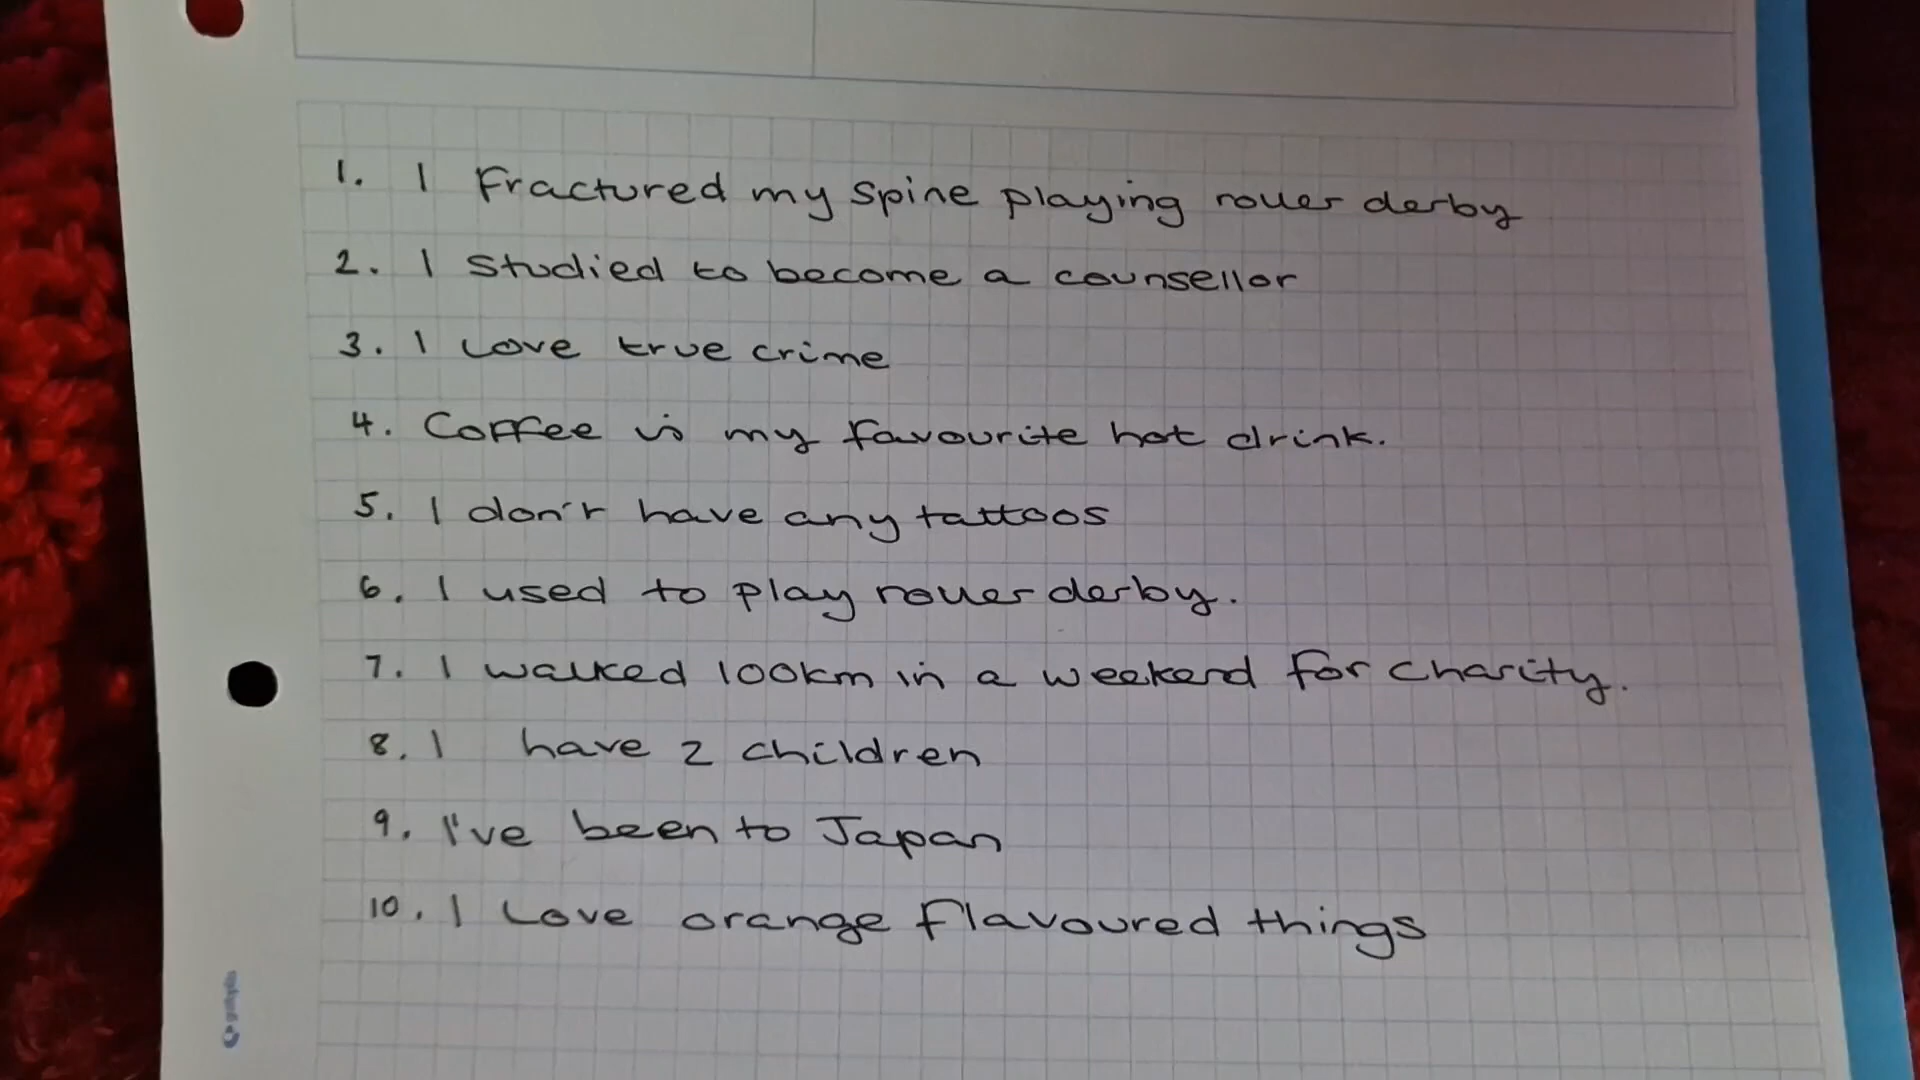 1. I Fractured my spine playing roller derby
2. I studied to become a counsellor
3. I love true crime
4. Coffee is my favourite hot drink.
5. I don't have any tattoos
6. I used to play roller derby.
7. I walked 100km in a weekend for charity.
8. I have 2 children
9. I've been to Japan
10. I love orange flavoured things